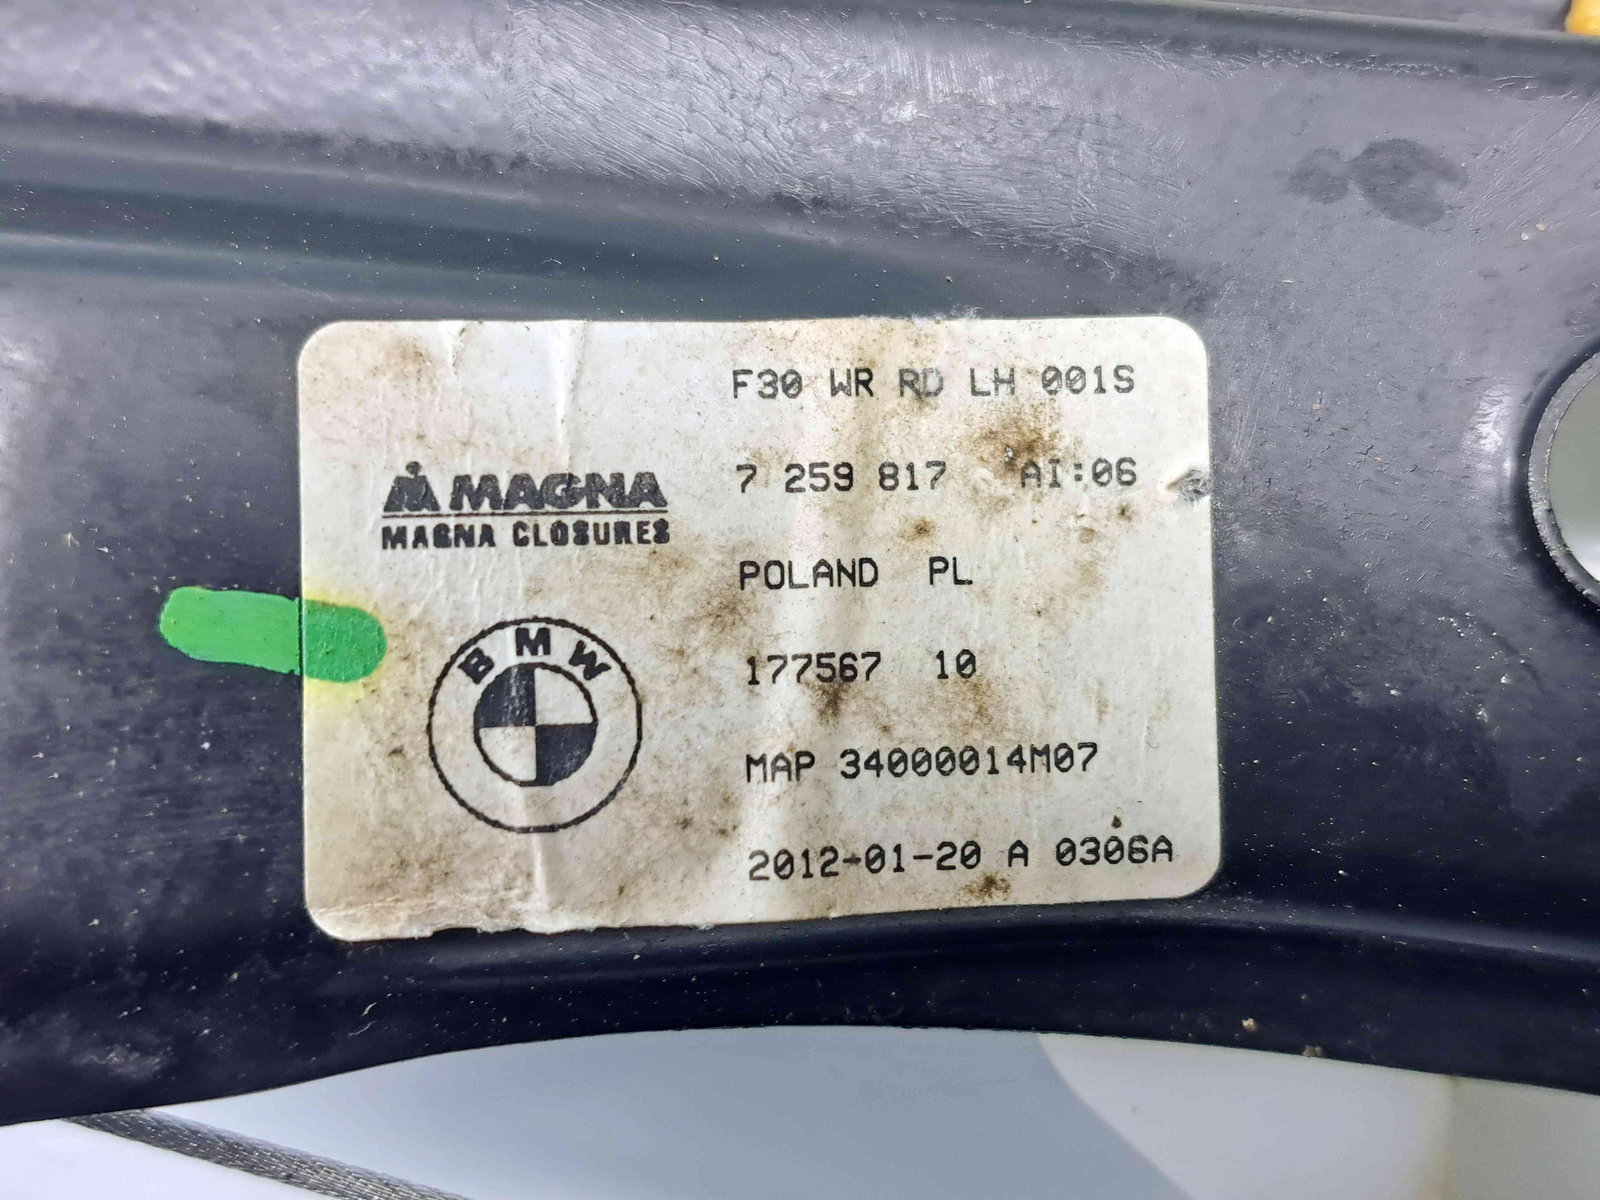 F30 WR RD LH 001S
MAGNA
MAGNA CLOSURES
7 259 817 AI:06
POLAND PL
BMW
177567 10
MAP 34000014M07
2012-01-20 A 0306A